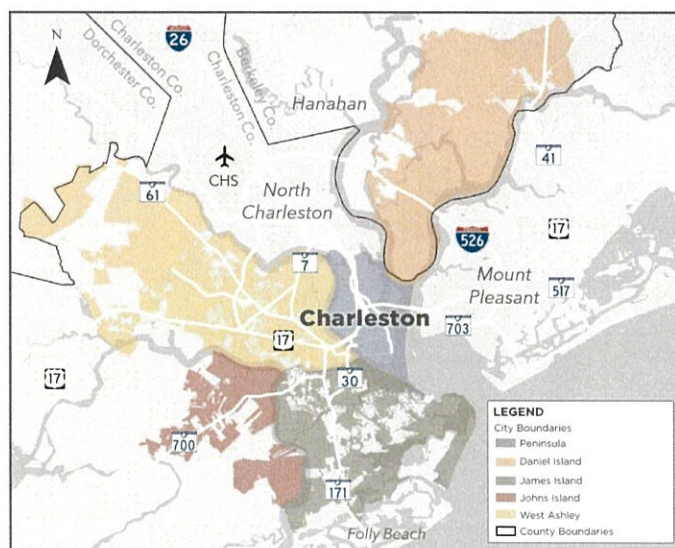 N
26
Charleston Co.
Dorchester Co.
Berkeley Co.
Charleston Co.
Hanahan
CHS
61
41
North
Charleston
526
17
7
Mount
Pleasant
517
Charleston
703
17
17
30
700
171
Folly Beach
LEGEND
City Boundaries
Peninsula
Daniel Island
James Island
Johns Island
West Ashley
County Boundaries